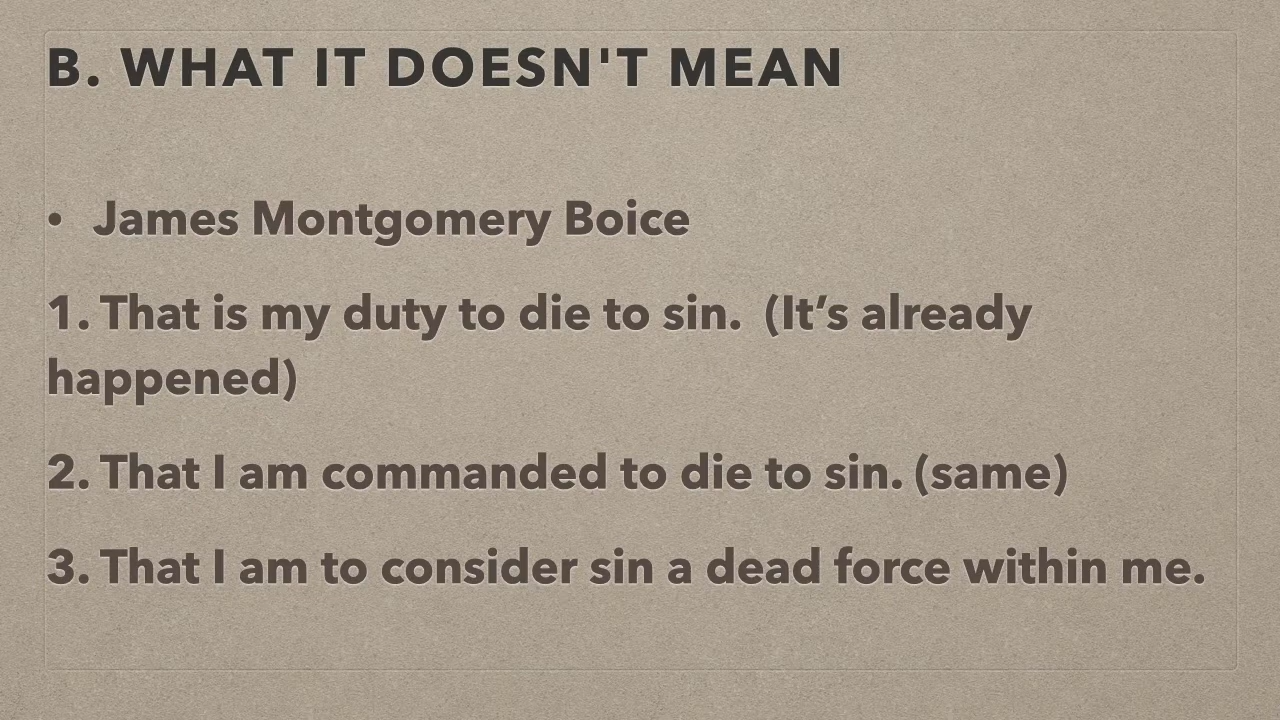 B. WHAT IT DOESN'T MEAN
• James Montgomery Boice
1. That is my duty to die to sin.  (It’s already
happened)
2. That I am commanded to die to sin. (same)
3. That I am to consider sin a dead force within me.